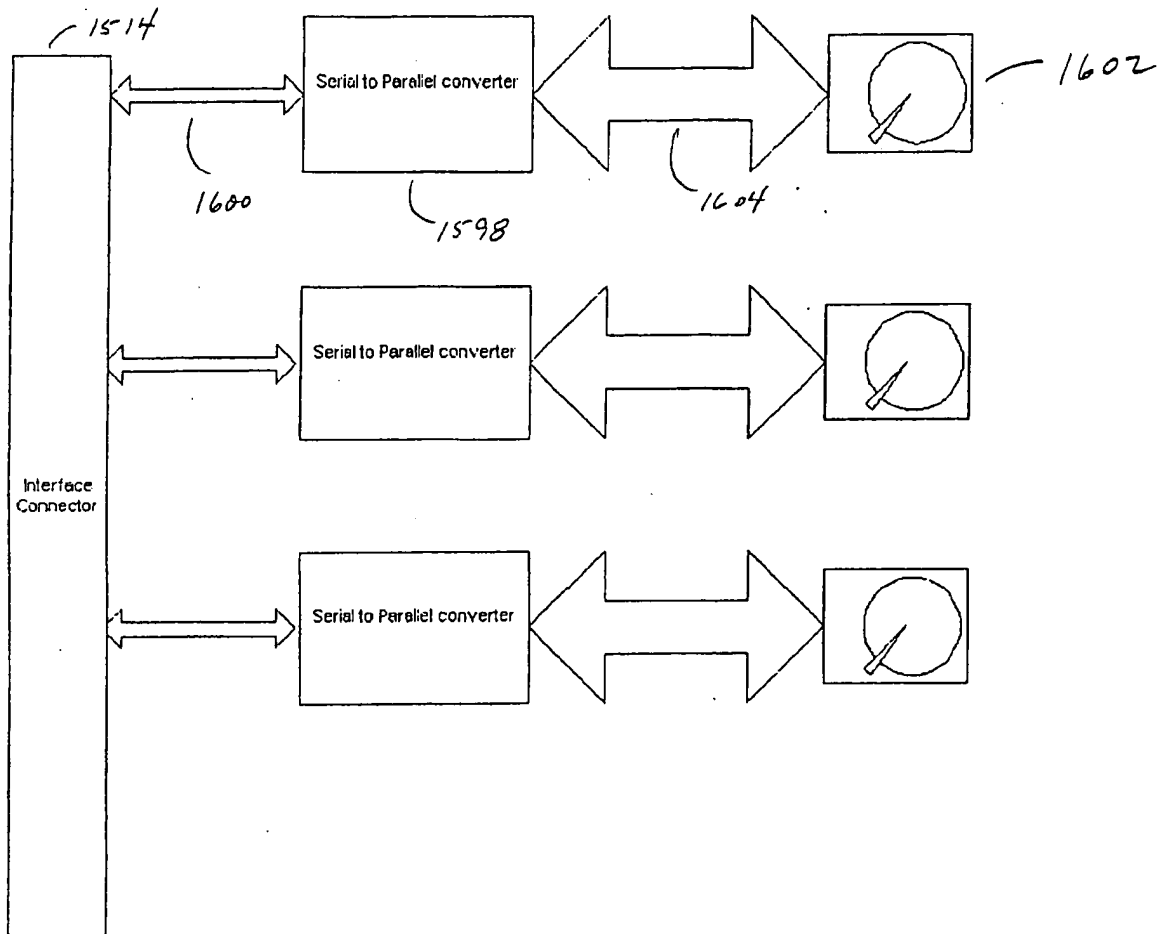 1514
Serial to Parallel converter
1602
1600
1598
1604
Serial to Parallel converter
Interface
Connector
Serial to Parallel converter